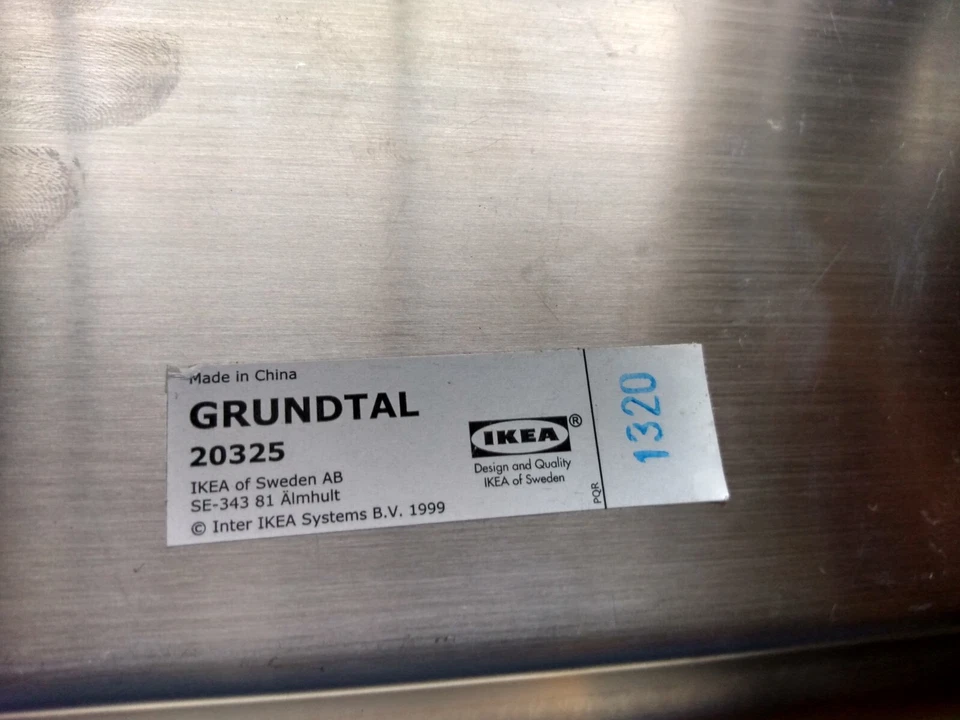 Made in China
GRUNDTAL
20325
IKEA of Sweden AB
SE-343 81 Älmhult
© Inter IKEA Systems B.V. 1999
IKEA®
Design and Quality
IKEA of Sweden
PQR
1320